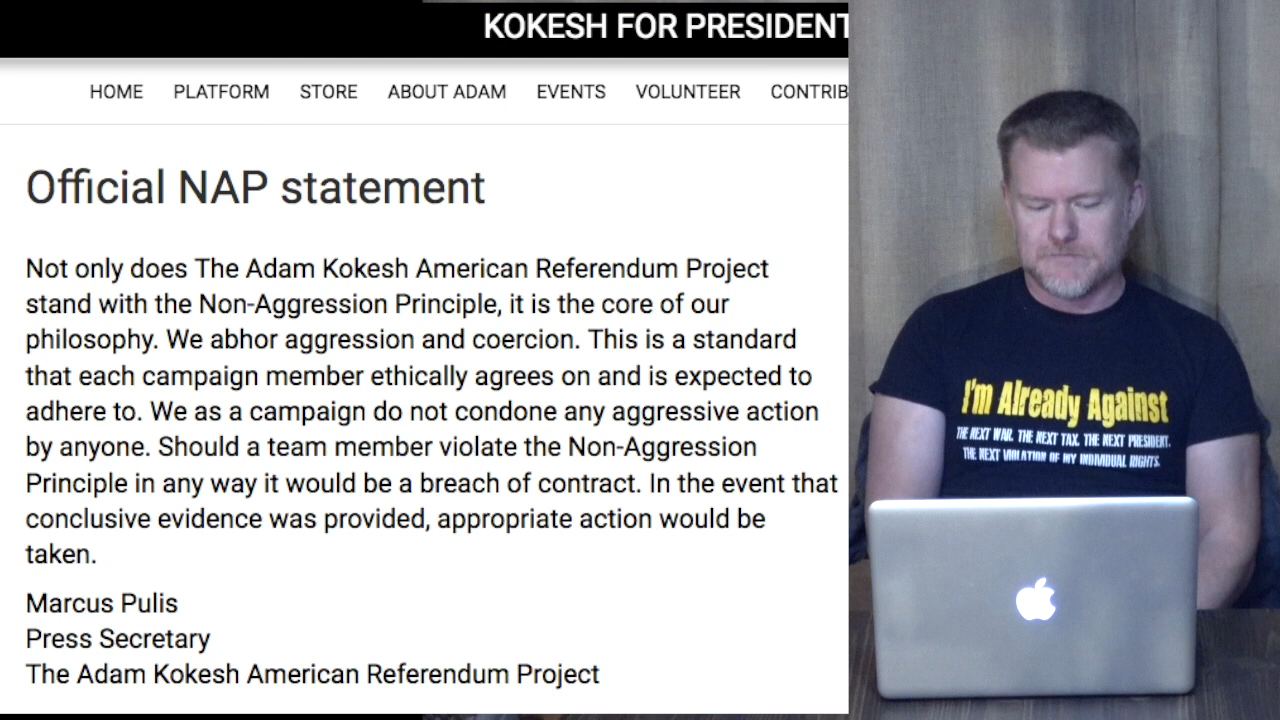 KOKESH FOR PRESIDENT
HOME PLATFORM STORE ABOUT ADAM EVENTS VOLUNTEER CONTRIB
Official NAP statement
Not only does The Adam Kokesh American Referendum Project
stand with the Non-Aggression Principle, it is the core of our
philosophy. We abhor aggression and coercion. This is a standard
that each campaign member ethically agrees on and is expected to
adhere to. We as a campaign do not condone any aggressive action
by anyone. Should a team member violate the Non-Aggression
Principle in any way it would be a breach of contract. In the event that
conclusive evidence was provided, appropriate action would be
taken.
Marcus Pulis
Press Secretary
The Adam Kokesh American Referendum Project
I'm Already Against
THE NEXT WAR. THE NEXT TAX. THE NEXT PRESIDENT.
THE NEXT VIOLATION OF MY INDIVIDUAL RIGHTS.